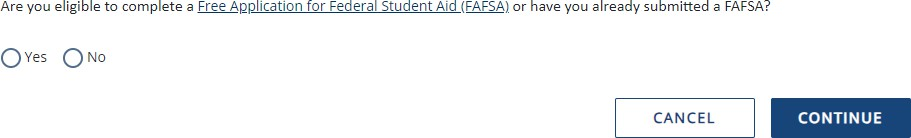 Are you eligible to complete a Free Application for Federal Student Aid (FAFSA) or have you already submitted a FAFSA?
Yes No
CANCEL CONTINUE